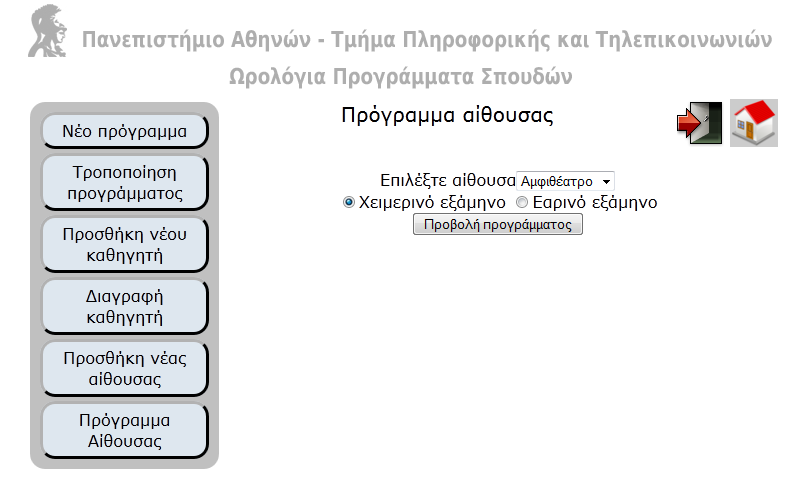 Πανεπιστήμιο Αθηνών - Τμήμα Πληροφορικής και Τηλεπικοινωνιών
Ωρολόγια Προγράμματα Σπουδών
Νέο πρόγραμμα
Τροποποίηση
προγράμματος
Προσθήκη νέου
καθηγητή
Διαγραφή
καθηγητή
Προσθήκη νέας
αίθουσας
Πρόγραμμα
Αίθουσας
Πρόγραμμα αίθουσας
Επιλέξτε αίθουσα Αμφιθέατρο
Χειμερινό εξάμηνο Εαρινό εξάμηνο
Προβολή προγράμματος